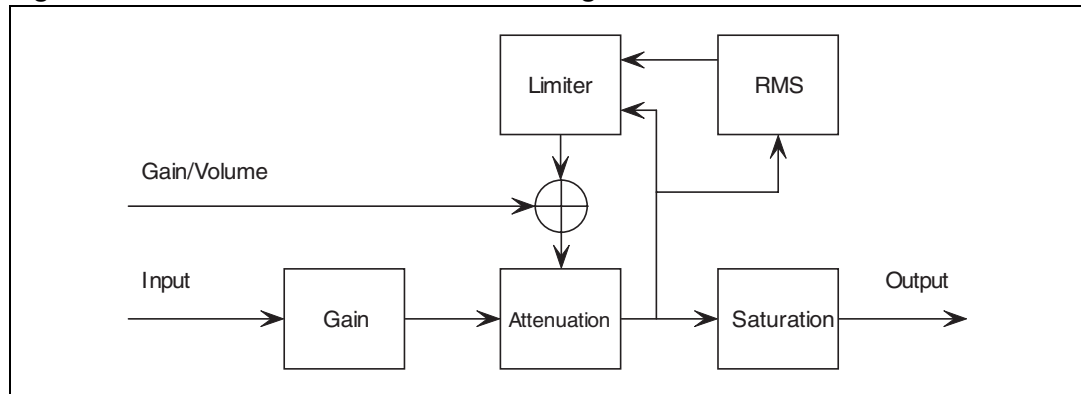 Limiter
RMS
Gain/Volume
Input
Output
Gain
Attenuation
Saturation